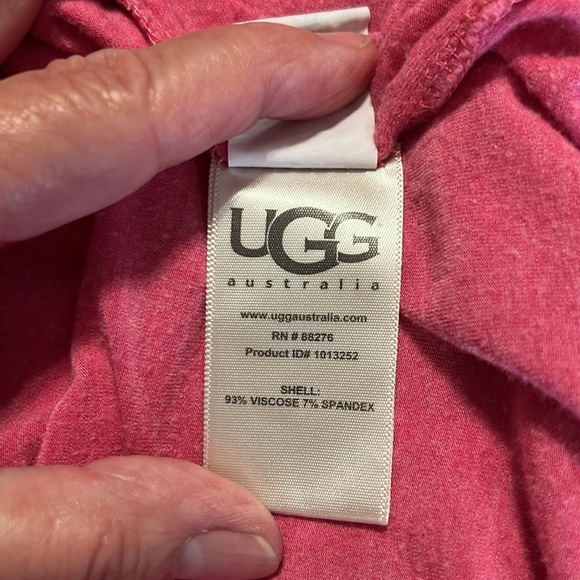 UGG
australia
www.uggaustralia.com
RN # 88276
Product ID# 1013252
SHELL:
93% VISCOSE 7% SPANDEX